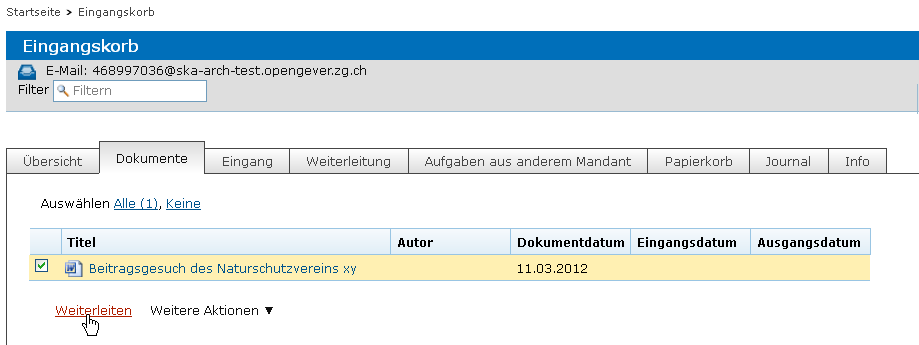 Startseite > Eingangskorb
Eingangskorb
E-Mail: 468997036@ska-arch-test.opengever.zg.ch
Filter Filtern
Übersicht Dokumente Eingang Weiterleitung Aufgaben aus anderem Mandant Papierkorb Journal Info
Auswählen Alle (1), Keine
Titel Autor Dokumentdatum Eingangsdatum Ausgangsdatum
Beitragsgesuch des Naturschutzvereins xy 11.03.2012
Weiterleiten Weitere Aktionen ▼